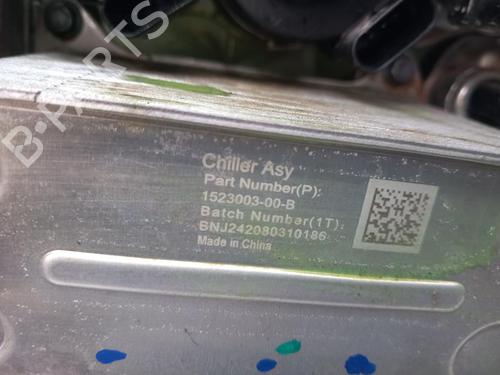 B-PARTS
Chiller Asy
Part Number(P):
1523003-00-B
Batch Number(1T):
BNJ242080310186
Made in China